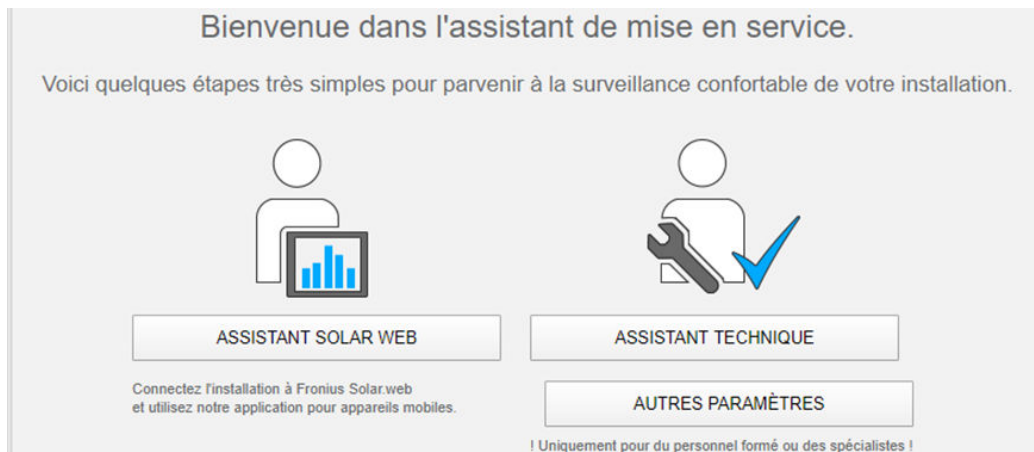 Bienvenue dans l'assistant de mise en service.
Voici quelques étapes très simples pour parvenir à la surveillance confortable de votre installation.
ASSISTANT SOLAR WEB
Connectez l'installation à Fronius Solar.web
et utilisez notre application pour appareils mobiles.
ASSISTANT TECHNIQUE
AUTRES PARAMÈTRES
! Uniquement pour du personnel formé ou des spécialistes !